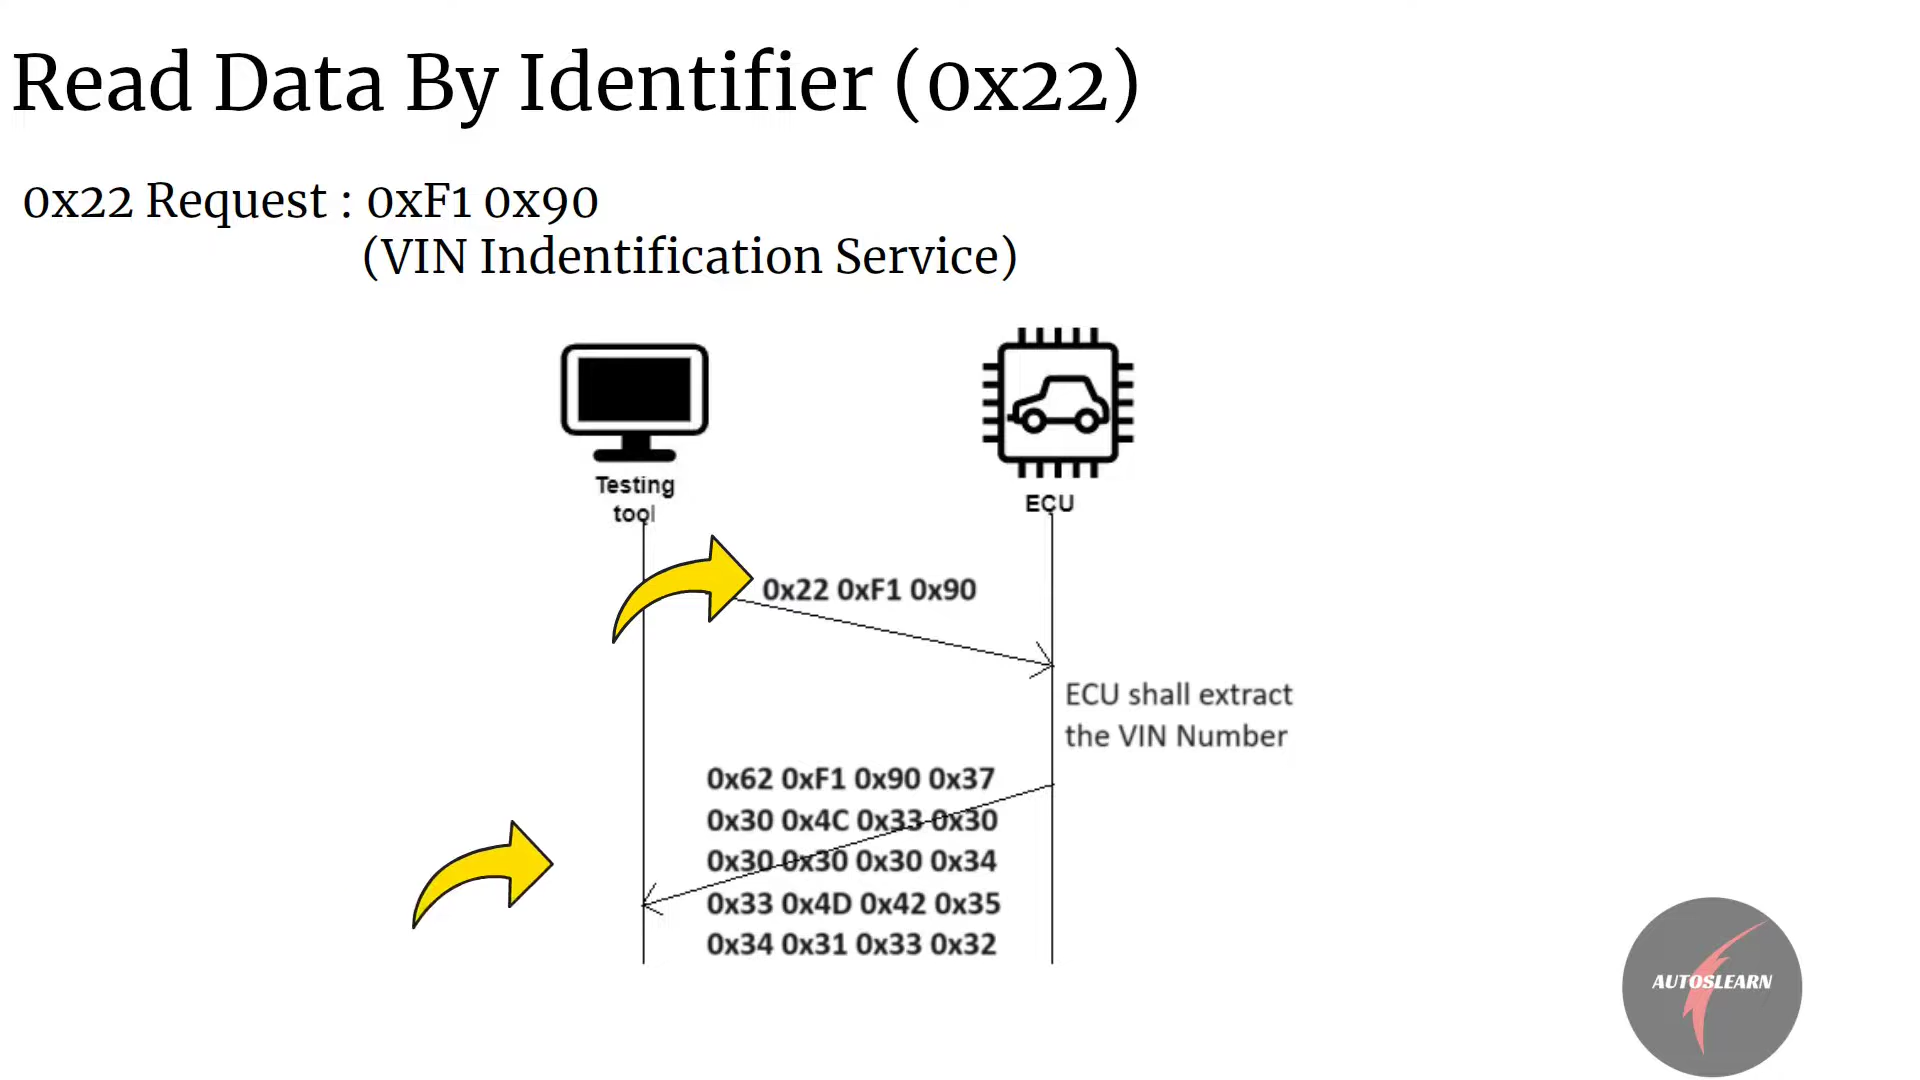 Read Data By Identifier (0x22)
0x22 Request : 0xF1 0x90
(VIN Indentification Service)
Testing
tool
ECU
0x22 0xF1 0x90
ECU shall extract
the VIN Number
0x62 0xF1 0x90 0x37
0x30 0x4C 0x33 0x30
0x30 0x30 0x30 0x34
0x33 0x4D 0x42 0x35
0x34 0x31 0x33 0x32
AUTOSLEARN